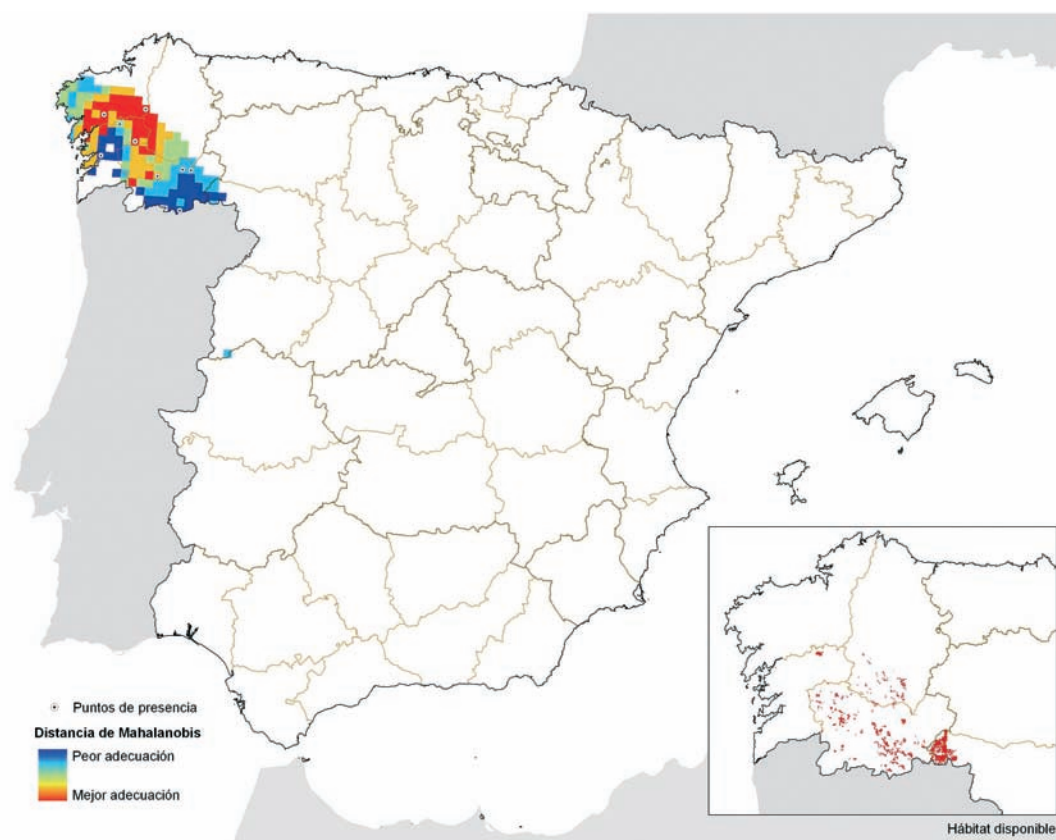 Puntos de presencia
Distancia de Mahalanobis
Peor adecuación
Mejor adecuación
Hábitat disponible